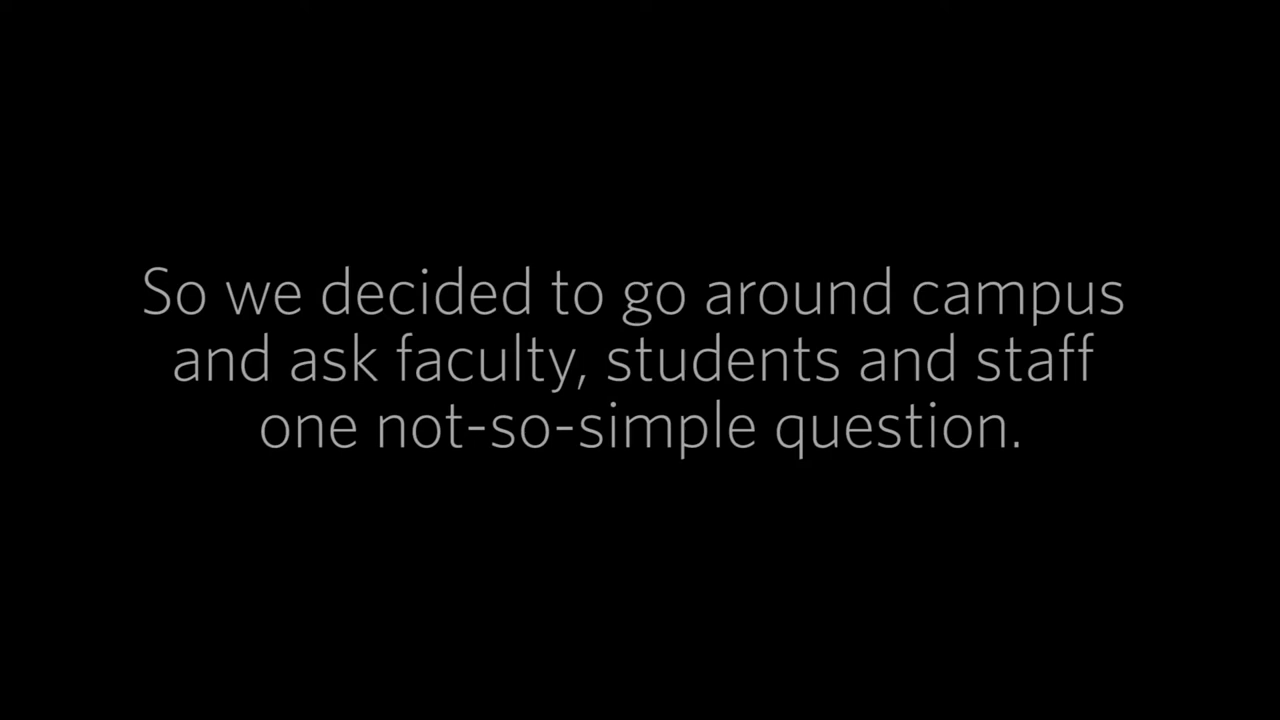 So we decided to go around campus
and ask faculty, students and staff
one not-so-simple question.